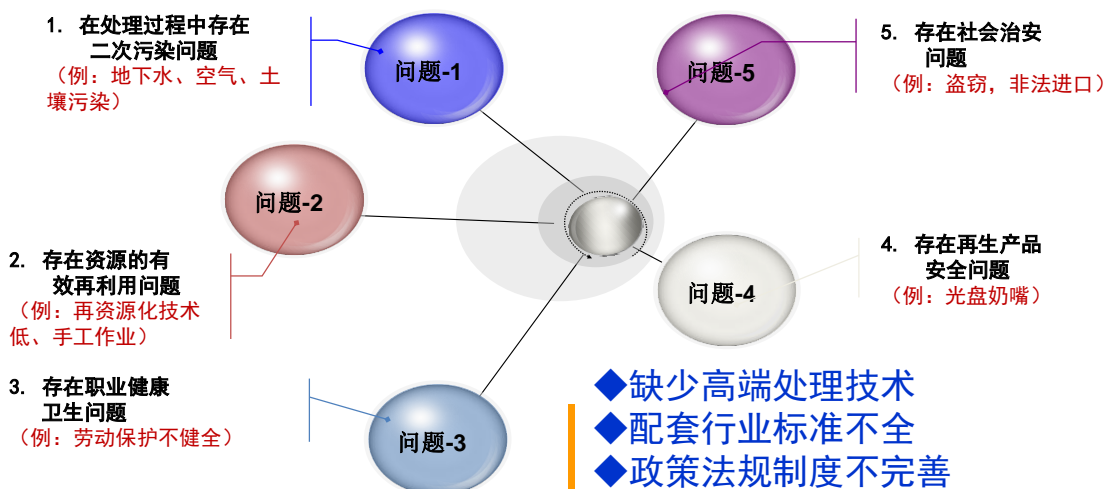 1. 在处理过程中存在
二次污染问题
（例：地下水、空气、土
壤污染）
问题-1
问题-5
5. 存在社会治安
问题
（例：盗窃，非法进口）
问题-2
2. 存在资源的有
效再利用问题
（例：再资源化技术
低、手工作业）
4. 存在再生产品
安全问题
（例：光盘奶嘴）
问题-4
3. 存在职业健康
卫生问题
（例：劳动保护不健全）
问题-3
◆缺少高端处理技术
◆配套行业标准不全
◆政策法规制度不完善